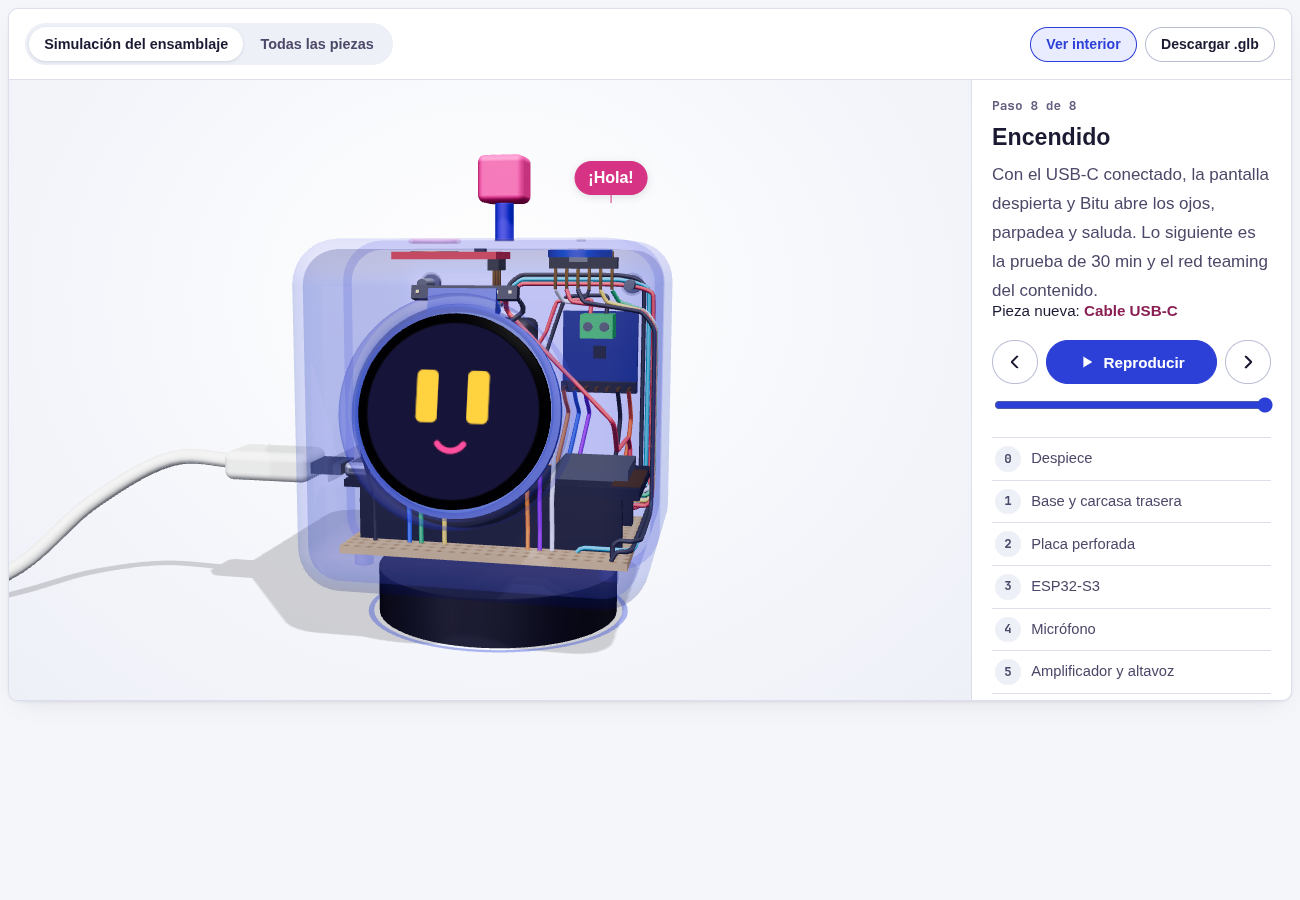 Simulación del ensamblaje
Todas las piezas
Ver interior
Descargar .glb
¡Hola!
Paso 8 de 8
Encendido
Con el USB-C conectado, la pantalla
despierta y Bitu abre los ojos,
parpadea y saluda. Lo siguiente es
la prueba de 30 min y el red teaming
del contenido.
Pieza nueva: Cable USB-C
Reproducir
0 Despiece
1 Base y carcasa trasera
2 Placa perforada
3 ESP32-S3
4 Micrófono
5 Amplificador y altavoz